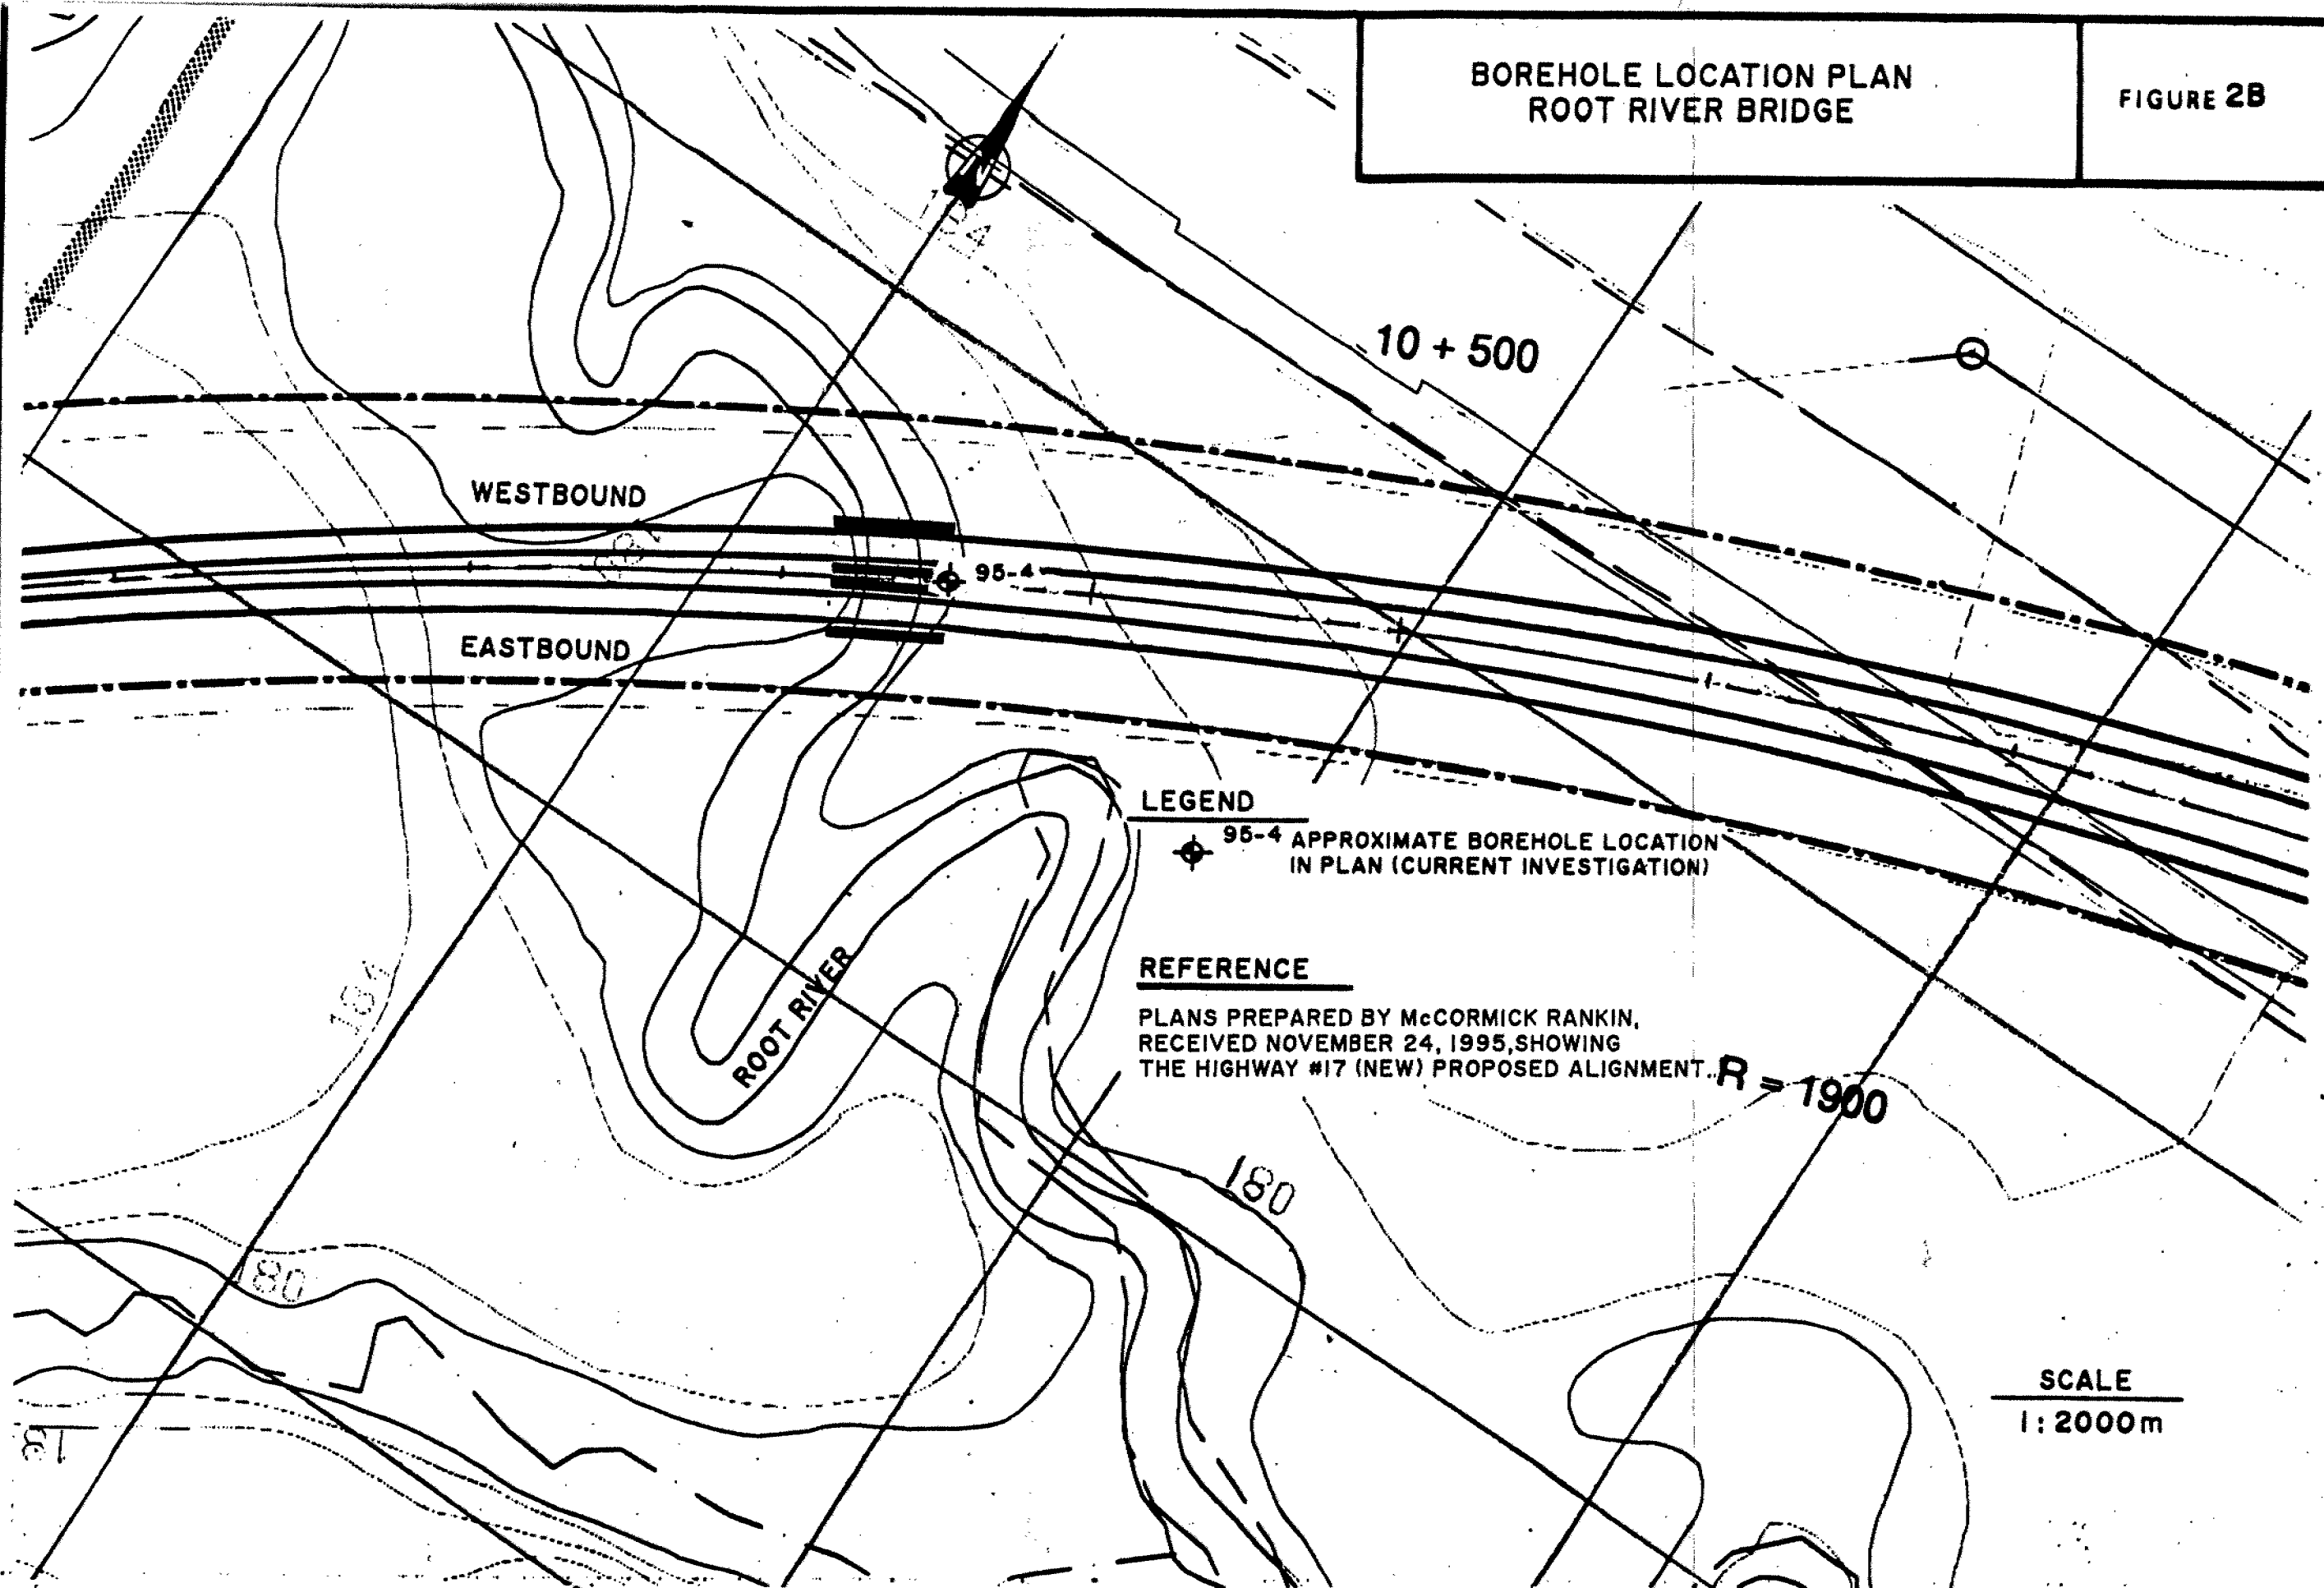 BOREHOLE LOCATION PLAN
ROOT RIVER BRIDGE
FIGURE 2B
184
10 + 500
WESTBOUND
95-4
EASTBOUND
LEGEND
95-4 APPROXIMATE BOREHOLE LOCATION
IN PLAN (CURRENT INVESTIGATION)
ROOT RIVER
184
REFERENCE
PLANS PREPARED BY McCORMICK RANKIN,
RECEIVED NOVEMBER 24, 1995, SHOWING
THE HIGHWAY #17 (NEW) PROPOSED ALIGNMENT.
R = 1900
180
180
SCALE
1 : 2000m